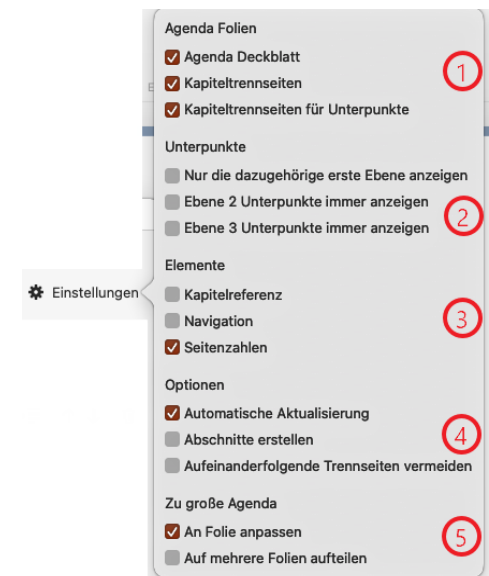 Agenda Folien
Agenda Deckblatt
1
Kapiteltrennseiten
Kapiteltrennseiten für Unterpunkte
Unterpunkte
Nur die dazugehörige erste Ebene anzeigen
Ebene 2 Unterpunkte immer anzeigen
2
Ebene 3 Unterpunkte immer anzeigen
Elemente
Einstellungen
Kapitelreferenz
Navigation
3
Seitenzahlen
Optionen
Automatische Aktualisierung
Abschnitte erstellen
4
Aufeinanderfolgende Trennseiten vermeiden
Zu große Agenda
An Folie anpassen
5
Auf mehrere Folien aufteilen